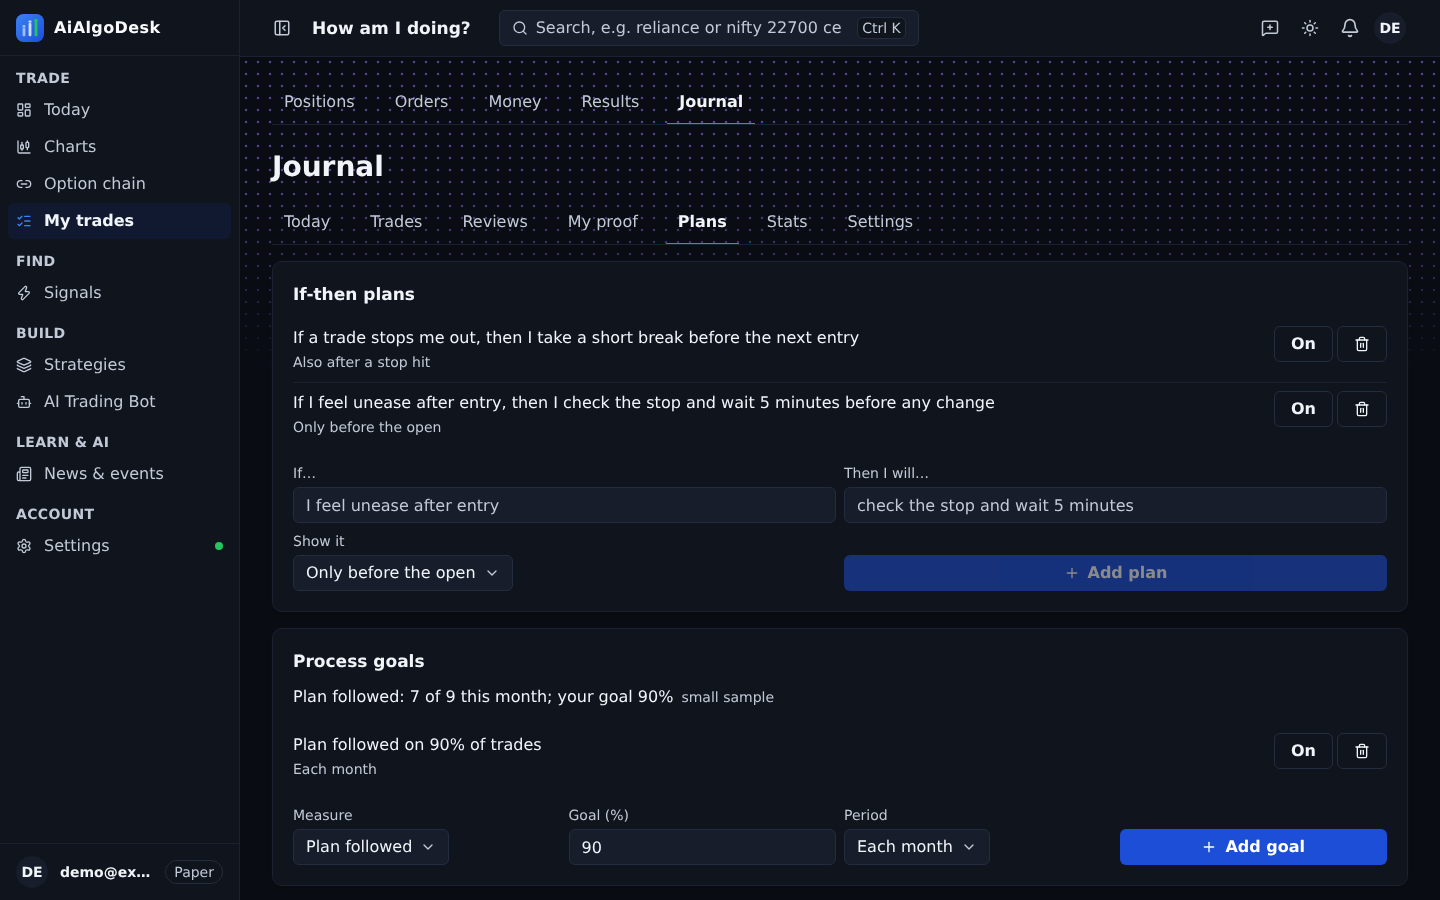 AiAlgoDesk
How am I doing?
Search, e.g. reliance or nifty 22700 ce
Ctrl K
DE
TRADE
Today
Charts
Option chain
My trades
FIND
Signals
BUILD
Strategies
AI Trading Bot
LEARN & AI
News & events
ACCOUNT
Settings
DE
demo@ex...
Paper
Positions
Orders
Money
Results
Journal
Journal
Today
Trades
Reviews
My proof
Plans
Stats
Settings
If-then plans
If a trade stops me out, then I take a short break before the next entry
Also after a stop hit
On
If I feel unease after entry, then I check the stop and wait 5 minutes before any change
Only before the open
On
If...
I feel unease after entry
Then I will...
check the stop and wait 5 minutes
Show it
Only before the open
+ Add plan
Process goals
Plan followed: 7 of 9 this month; your goal 90% small sample
Plan followed on 90% of trades
Each month
On
Measure
Plan followed
Goal (%)
90
Period
Each month
+ Add goal